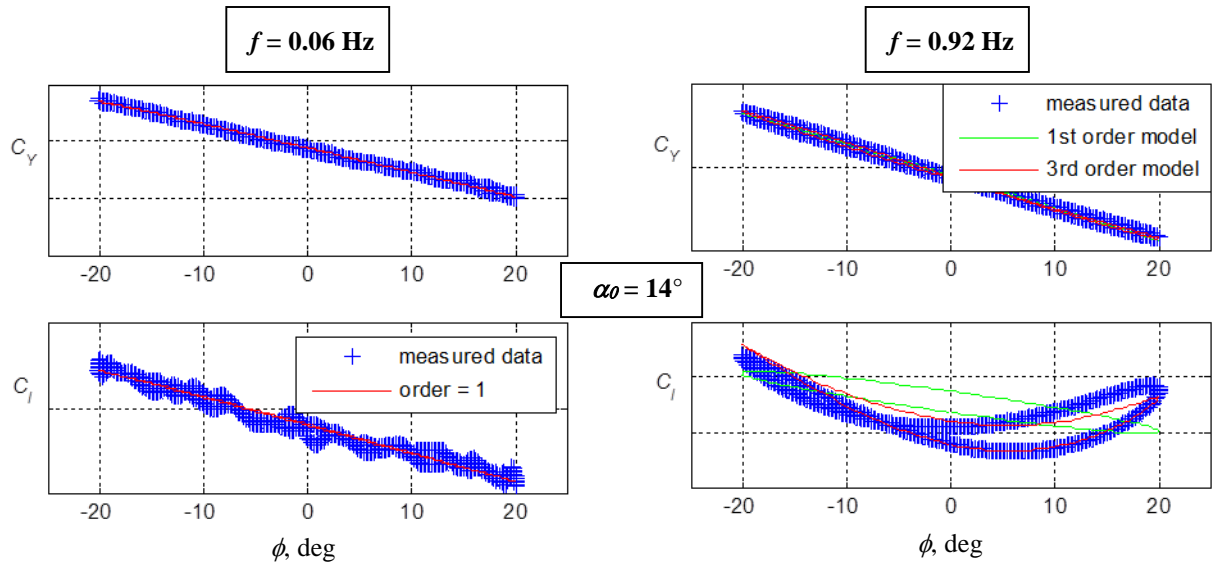 f = 0.06 Hz
f = 0.92 Hz
C_Y
-20 -10 0 10 20
C_Y
measured data
1st order model
3rd order model
-20 -10 0 10 20
α₀ = 14°
C_l
measured data
order = 1
-20 -10 0 10 20
ϕ, deg
C_l
-20 -10 0 10 20
ϕ, deg